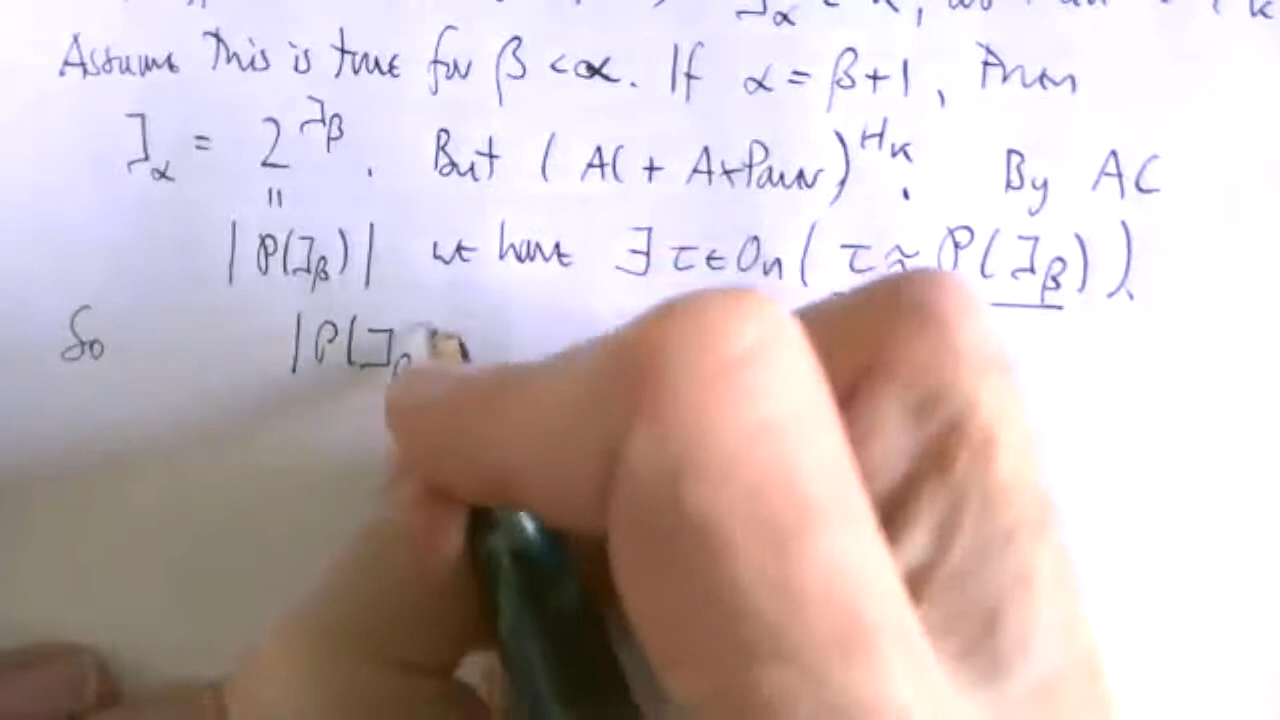 ℶ_α < κ,
Assume this is true for β < α. If α = β+1, then
ℶ_α = 2^{ℶ_β}. But (AC + AxPow)^{H_κ}. By AC
||
|P(ℶ_β)| we have ∃ τ ∈ On ( τ ≈ P(ℶ_β) ).
So |P(ℶ_β